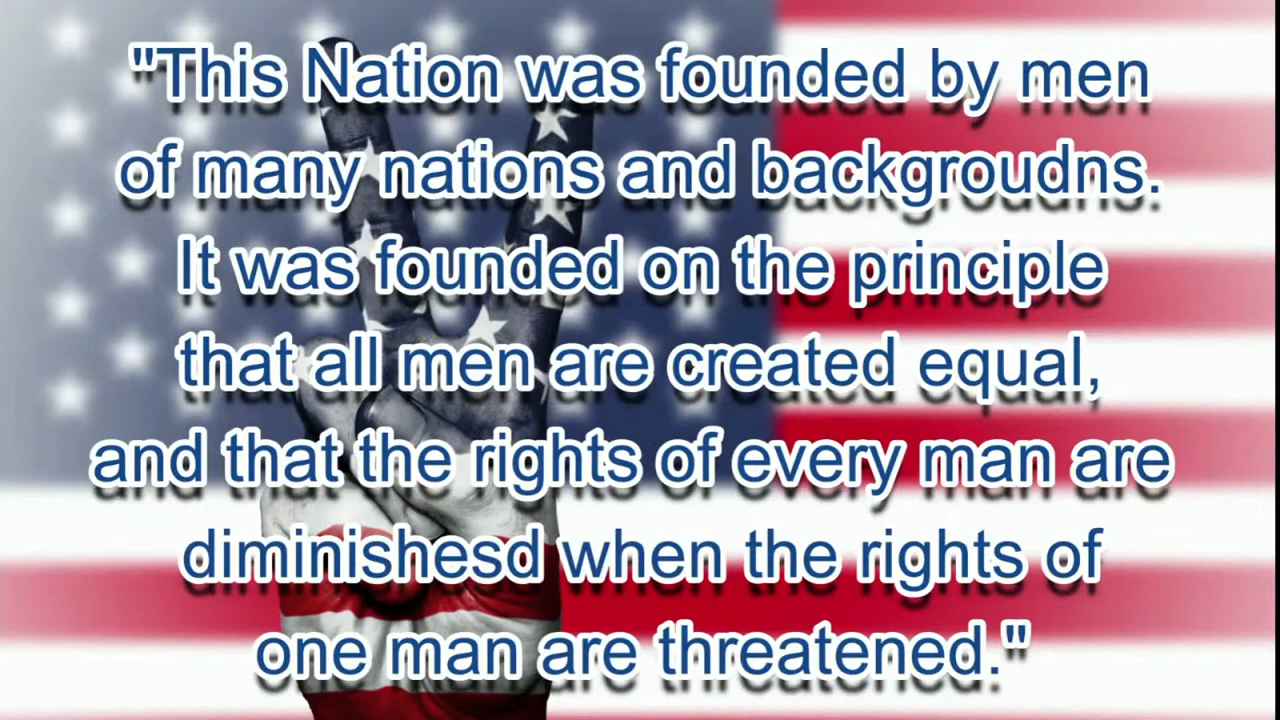 "This Nation was founded by men
of many nations and backgroudns.
It was founded on the principle
that all men are created equal,
and that the rights of every man are
diminishesd when the rights of
one man are threatened."